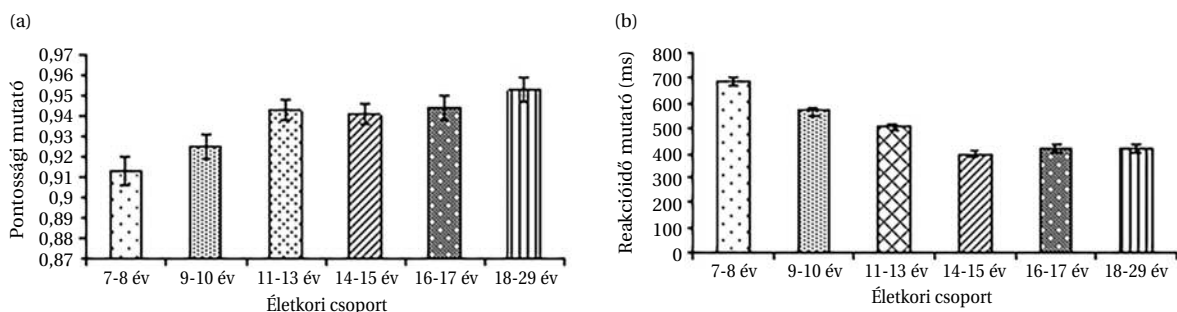 (a)
Pontossági mutató
0,97
0,96
0,95
0,94
0,93
0,92
0,91
0,9
0,89
0,88
0,87
7-8 év 9-10 év 11-13 év 14-15 év 16-17 év 18-29 év
Életkori csoport
(b)
Reakcióidő mutató (ms)
800
700
600
500
400
300
200
100
0
7-8 év 9-10 év 11-13 év 14-15 év 16-17 év 18-29 év
Életkori csoport